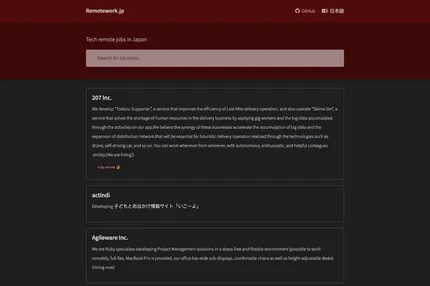 Remotework.jp
GitHub
日本語
Tech remote jobs in Japan
Search for job posts...
207 Inc.
We develop "Todocu Supporter", a service that improves the efficiency of Last-Mile delivery operation, and also operate "Skima-bin", a
service that solves the shortage of human resources in the delivery business by applying gig workers and the big-data accumulated
through the activities on our app.We believe the synergy of these businesses accelerate the accumulation of big-data and the
expansion of distribution network that will be essential for futuristic delivery operation realized through the technologies such as
drone, self-driving car, and so on. You can work whenever from wherever, with autonomous, enthusiastic, and helpful colleagues
:smiley:(We are hiring!)
Fully remote
actindi
Developing 子どもとお出かけ情報サイト「いこーよ」
Agileware Inc.
We are Ruby specialists developing Project Management solutions in a stress-free and flexible environment (possible to work
remotely, full-flex, MacBook Pro is provided, our office has wide sub-displays, comfortable chairs as well as height-adjustable desks)
(Hiring now)